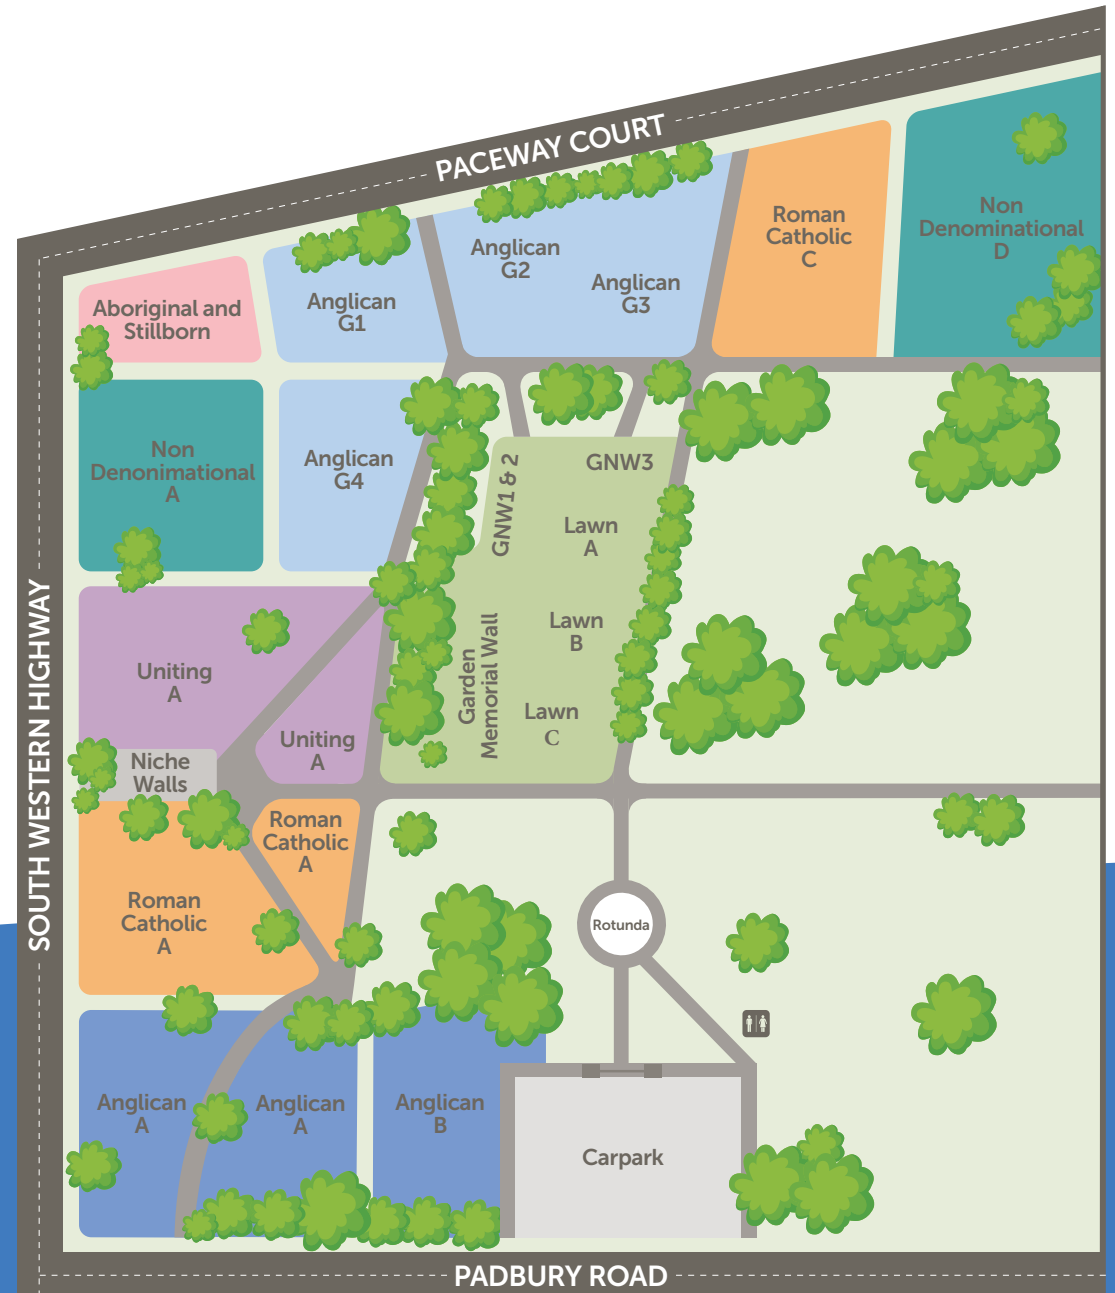 PACEWAY COURT
Non
Denominational
D
Roman
Catholic
C
Anglican
G2
Anglican
G3
Aboriginal and
Stillborn
Anglican
G1
Non
Denonimational
A
Anglican
G4
GNW1 & 2
GNW3
Lawn
A
Lawn
B
Garden
Memorial Wall
Lawn
C
SOUTH WESTERN HIGHWAY
Uniting
A
Uniting
A
Niche
Walls
Roman
Catholic
A
Roman
Catholic
A
Rotunda
Anglican
A
Anglican
A
Anglican
B
Carpark
PADBURY ROAD